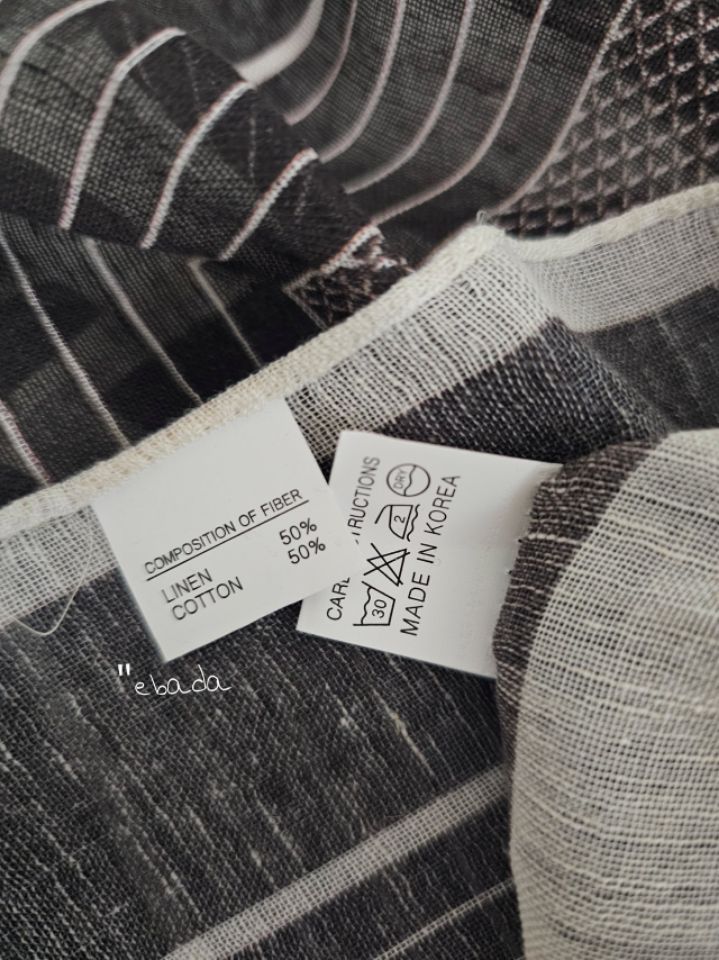 COMPOSITION OF FIBER
LINEN 50%
COTTON 50%
MADE IN KOREA
2
30
DRY
"ebada